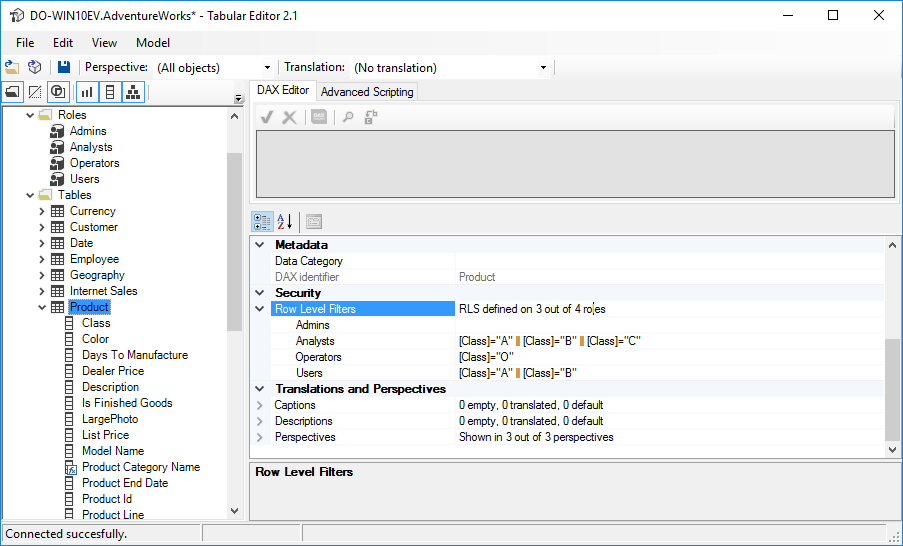 DO-WIN10EV.AdventureWorks* - Tabular Editor 2.1
File Edit View Model
Perspective: (All objects) Translation: (No translation)
DAX Editor Advanced Scripting
Roles
Admins
Analysts
Operators
Users
Tables
Currency
Customer
Date
Employee
Geography
Internet Sales
Product
Class
Color
Days To Manufacture
Dealer Price
Description
Is Finished Goods
LargePhoto
List Price
Model Name
Product Category Name
Product End Date
Product Id
Product Line
Metadata
Data Category
DAX identifier Product
Security
Row Level Filters RLS defined on 3 out of 4 roles
Admins
Analysts [Class]="A" || [Class]="B" || [Class]="C"
Operators [Class]="O"
Users [Class]="A" || [Class]="B"
Translations and Perspectives
Captions 0 empty, 0 translated, 0 default
Descriptions 0 empty, 0 translated, 0 default
Perspectives Shown in 3 out of 3 perspectives
Row Level Filters
Connected succesfully.